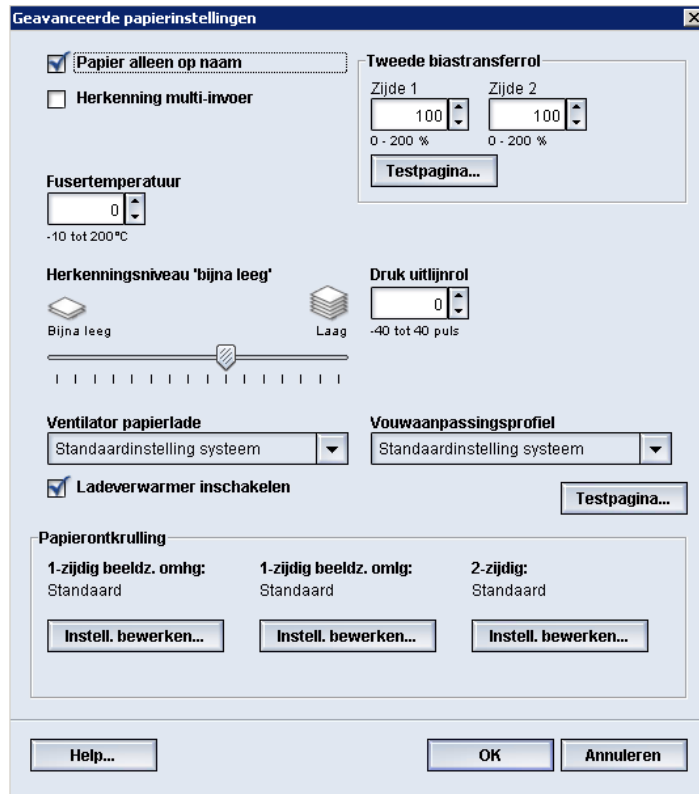 Geavanceerde papierinstellingen
Papier alleen op naam
Herkenning multi-invoer
Tweede biastransferrol
Zijde 1 Zijde 2
100 100
0 - 200 % 0 - 200 %
Testpagina...
Fusertemperatuur
0
-10 tot 200°C
Herkenningsniveau 'bijna leeg'
Bijna leeg Laag
Druk uitlijnrol
0
-40 tot 40 puls
Ventilator papierlade
Standaardinstelling systeem
Vouwaanpassingsprofiel
Standaardinstelling systeem
Ladeverwarmer inschakelen
Testpagina...
Papierontkrulling
1-zijdig beeldz. omhg: 1-zijdig beeldz. omlg: 2-zijdig:
Standaard Standaard Standaard
Instell. bewerken... Instell. bewerken... Instell. bewerken...
Help... OK Annuleren